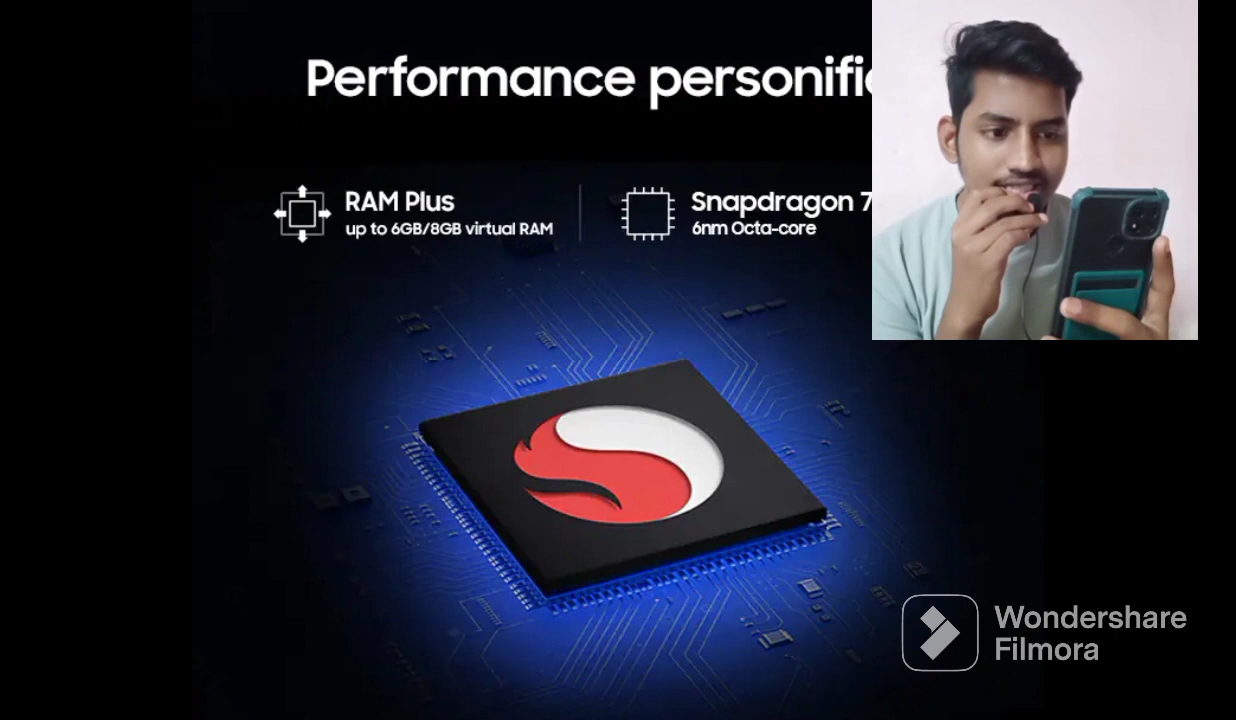 Performance personifie
RAM Plus
up to 6GB/8GB virtual RAM
Snapdragon 7
6nm Octa-core
Wondershare
Filmora